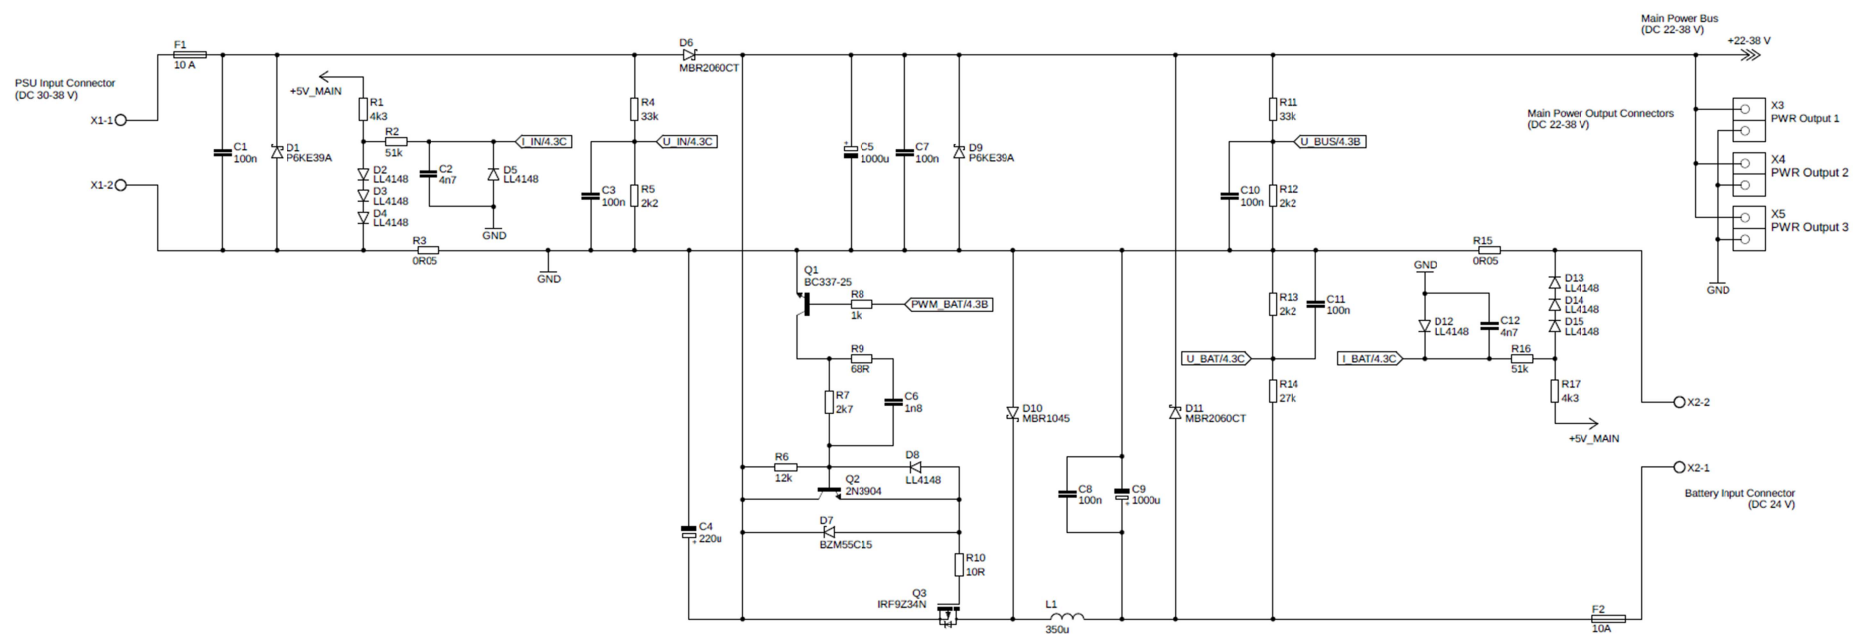 Main Power Bus
(DC 22-38 V)
+22-38 V
F1
10 A
D6
MBR2060CT
PSU Input Connector
(DC 30-38 V)
X1-1
X1-2
+5V_MAIN
R1
4k3
R2
51k
I_IN/4.3C
R4
33k
U_IN/4.3C
C1
100n
D1
P6KE39A
D2
LL4148
D3
LL4148
D4
LL4148
C2
4n7
D5
LL4148
GND
C3
100n
R5
2k2
C5
1000u
+
C7
100n
D9
P6KE39A
R11
33k
U_BUS/4.3B
C10
100n
R12
2k2
Main Power Output Connectors
(DC 22-38 V)
X3
PWR Output 1
X4
PWR Output 2
X5
PWR Output 3
GND
R3
0R05
GND
Q1
BC337-25
R8
1k
PWM_BAT/4.3B
R9
68R
R7
2k7
C6
1n8
R6
12k
D8
LL4148
Q2
2N3904
D7
BZM55C15
C4
220u
+
R10
10R
Q3
IRF9Z34N
D10
MBR1045
L1
350u
C8
100n
C9
1000u
+
D11
MBR2060CT
R13
2k2
C11
100n
U_BAT/4.3C
R14
27k
R15
0R05
GND
D12
LL4148
C12
4n7
D13
LL4148
D14
LL4148
D15
LL4148
I_BAT/4.3C
R16
51k
R17
4k3
+5V_MAIN
X2-2
X2-1
Battery Input Connector
(DC 24 V)
F2
10A